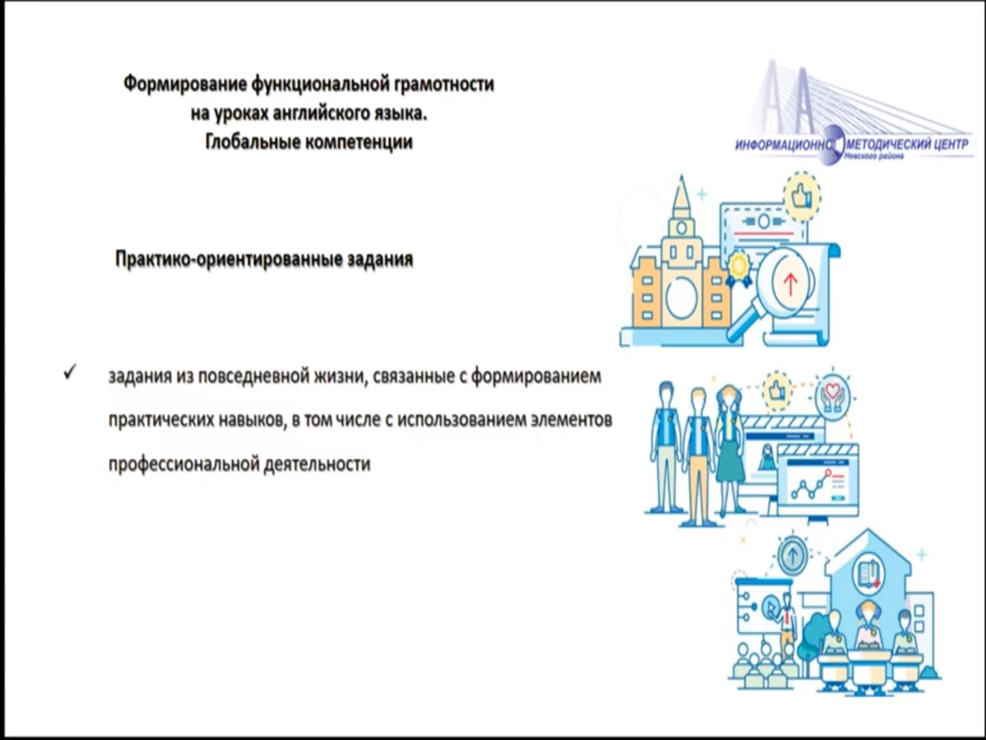 Формирование функциональной грамотности
на уроках английского языка.
Глобальные компетенции
ИНФОРМАЦИОННО МЕТОДИЧЕСКИЙ ЦЕНТР
Невского района
Практико-ориентированные задания
✓ задания из повседневной жизни, связанные с формированием
практических навыков, в том числе с использованием элементов
профессиональной деятельности